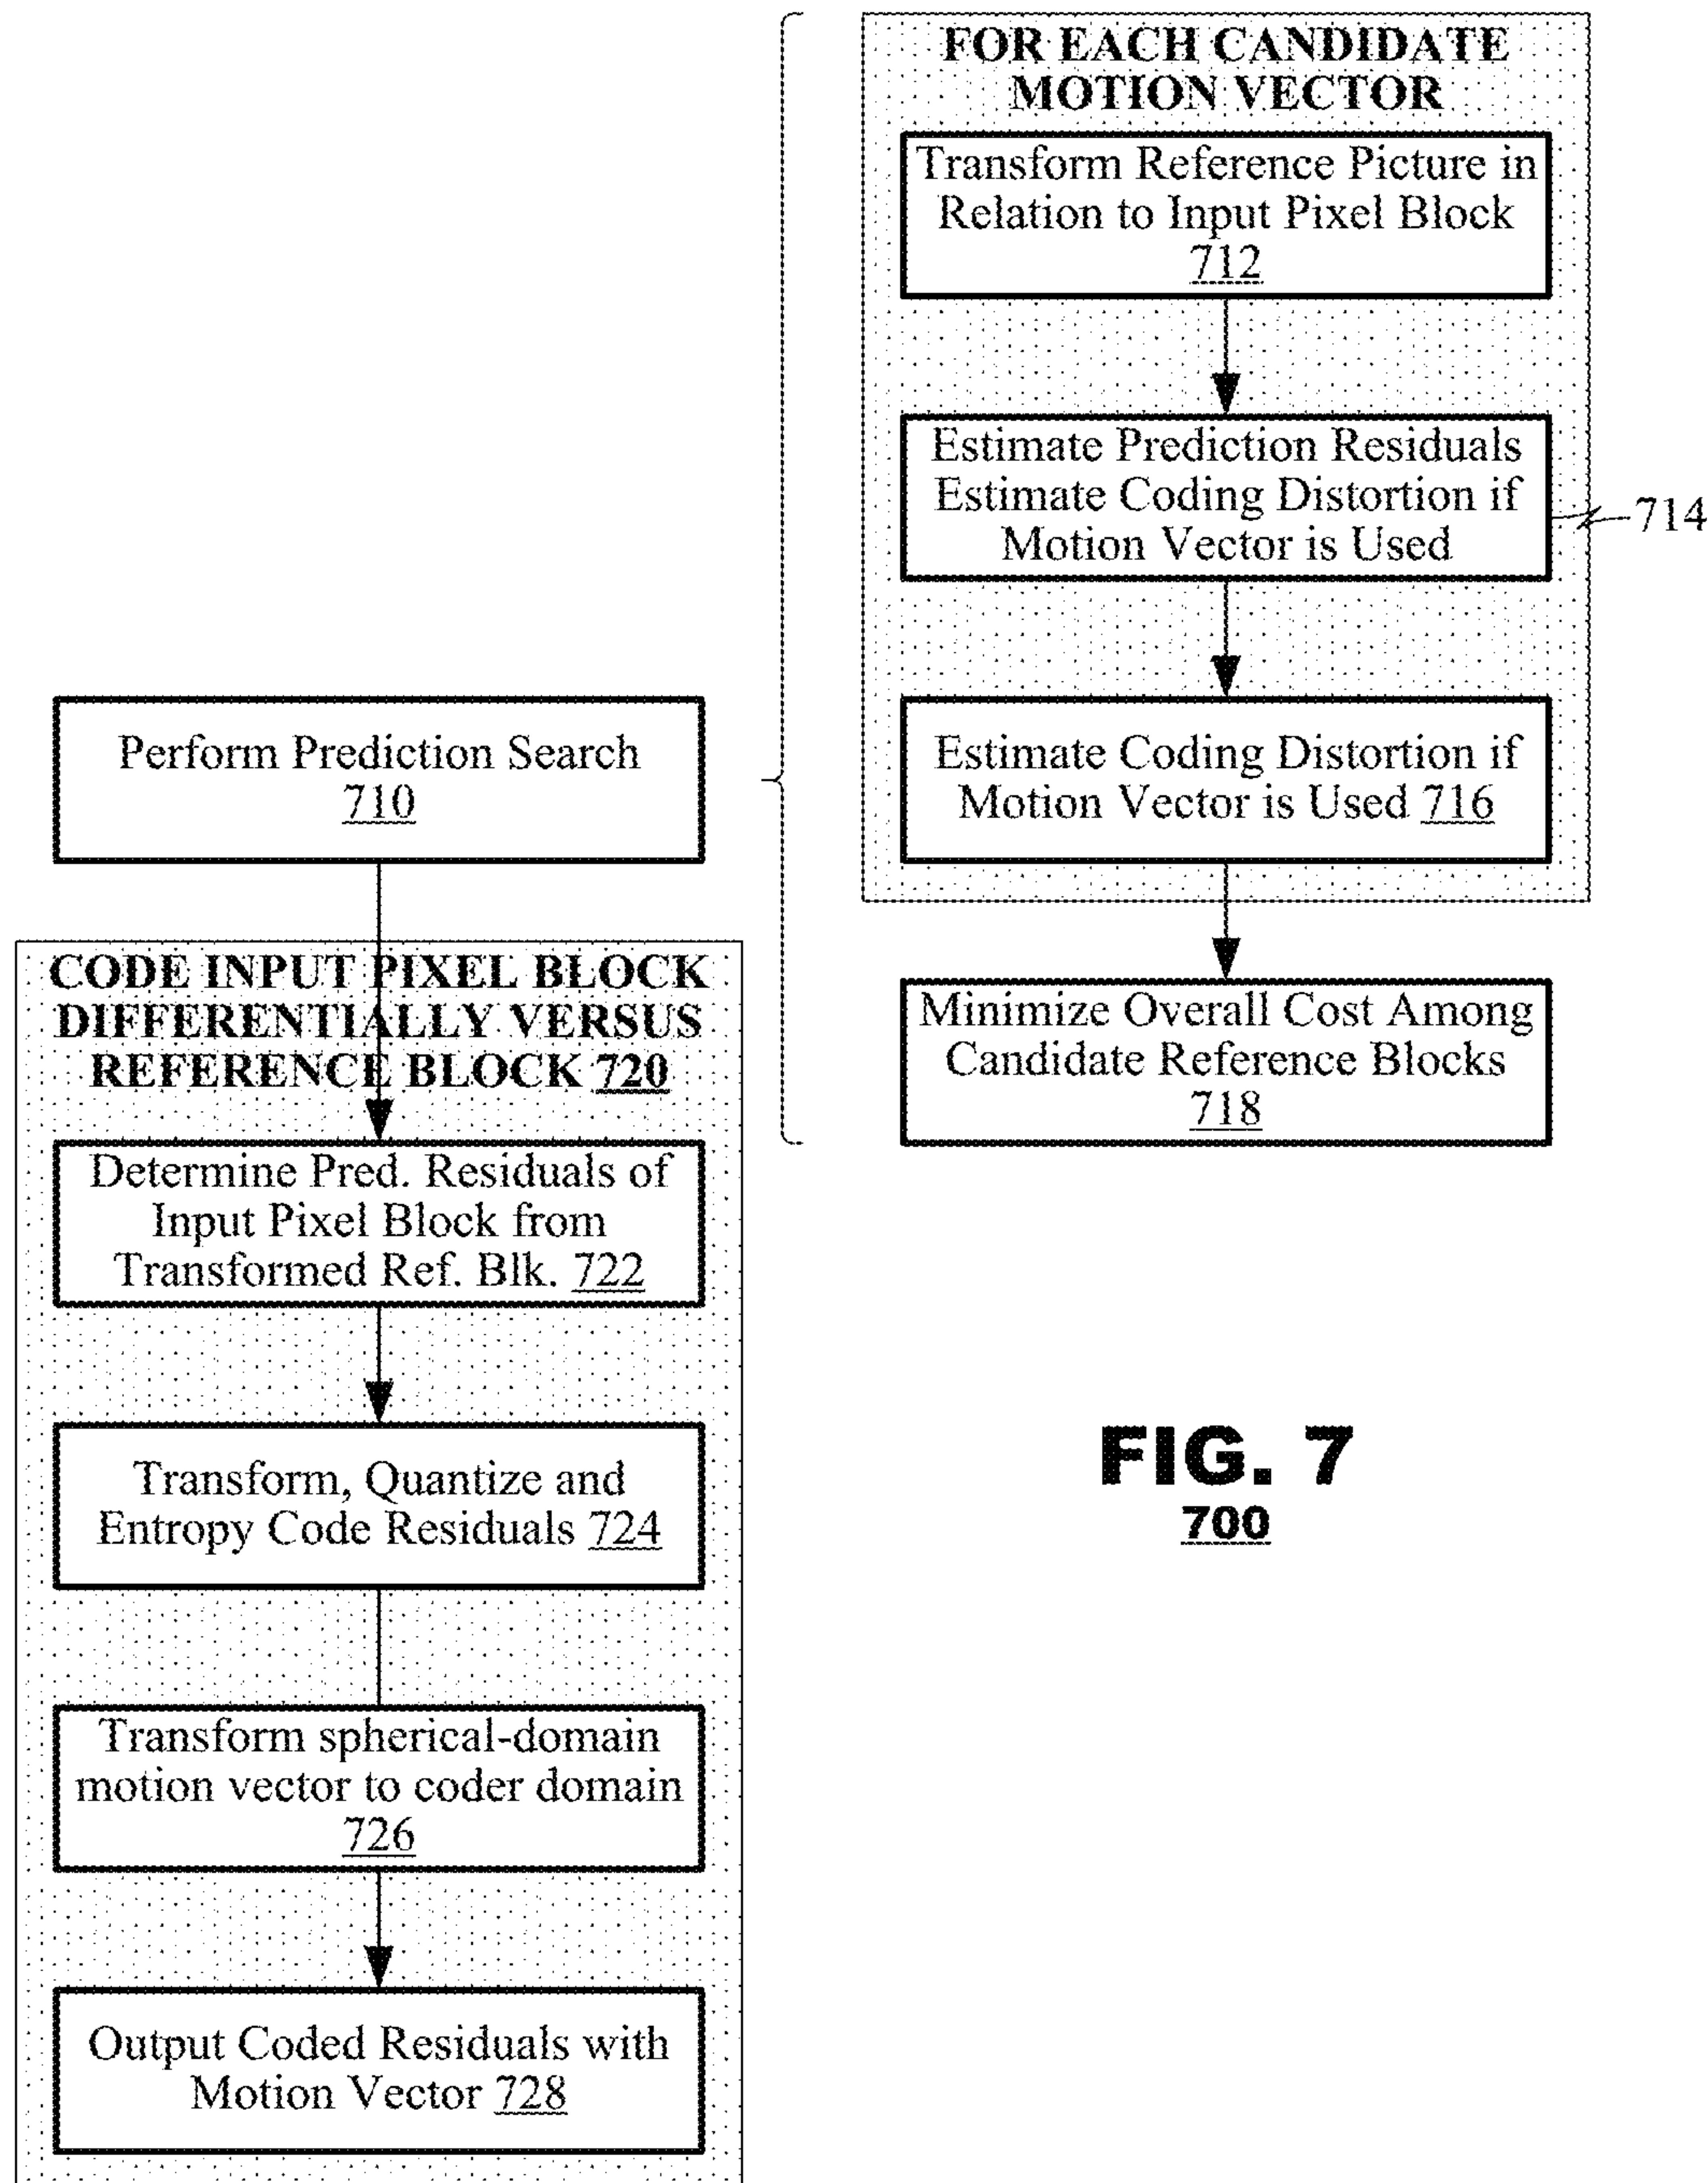 Perform Prediction Search
710
FOR EACH CANDIDATE
MOTION VECTOR
Transform Reference Picture in
Relation to Input Pixel Block
712
Estimate Prediction Residuals
Estimate Coding Distortion if
Motion Vector is Used
714
Estimate Coding Distortion if
Motion Vector is Used 716
Minimize Overall Cost Among
Candidate Reference Blocks
718
CODE INPUT PIXEL BLOCK
DIFFERENTIALLY VERSUS
REFERENCE BLOCK 720
Determine Pred. Residuals of
Input Pixel Block from
Transformed Ref. Blk. 722
Transform, Quantize and
Entropy Code Residuals 724
Transform spherical-domain
motion vector to coder domain
726
Output Coded Residuals with
Motion Vector 728
FIG. 7
700